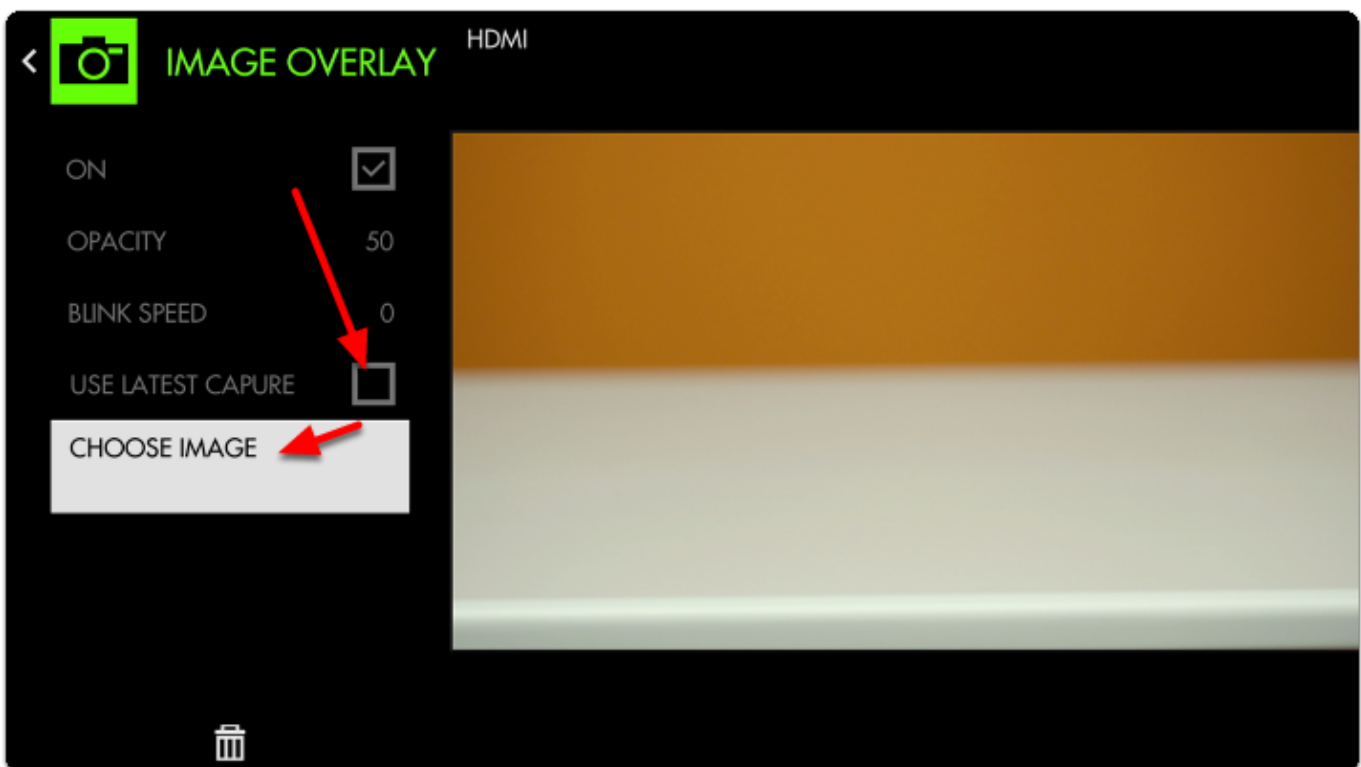 IMAGE OVERLAY
HDMI
ON
OPACITY 50
BLINK SPEED 0
USE LATEST CAPURE
CHOOSE IMAGE